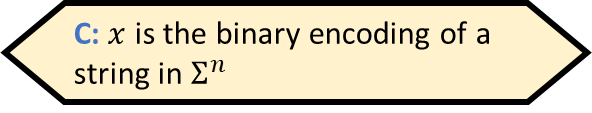 C: x is the binary encoding of a
string in Σⁿ